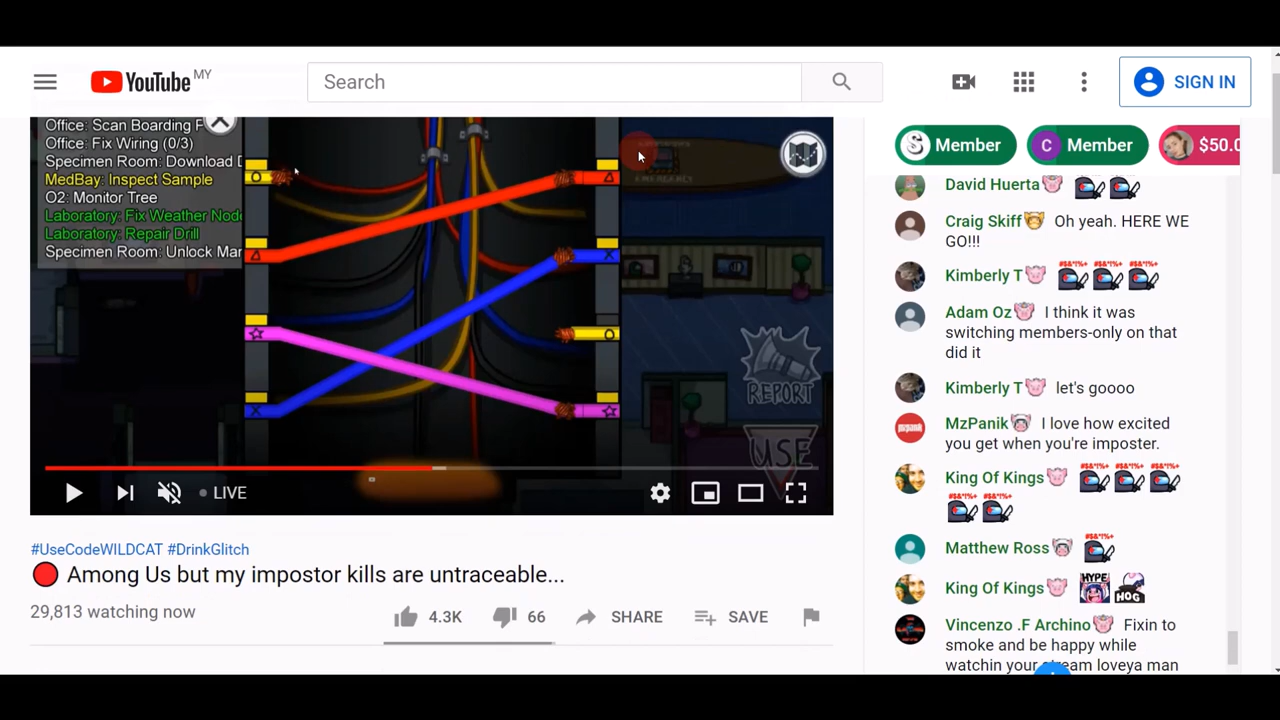 YouTube MY
Search
SIGN IN
Office: Scan Boarding P
Office: Fix Wiring (0/3)
Specimen Room: Download D
MedBay: Inspect Sample
O2: Monitor Tree
Laboratory: Fix Weather Node
Laboratory: Repair Drill
Specimen Room: Unlock Man
REPORT
USE
LIVE
#UseCodeWILDCAT #DrinkGlitch
Among Us but my impostor kills are untraceable...
29,813 watching now
4.3K
66
SHARE
SAVE
S Member
C Member
$50.0
David Huerta
Craig Skiff Oh yeah. HERE WE
GO!!!
Kimberly T #$&*!%+ #$&*!%+ #$&*!%+
Adam Oz I think it was
switching members-only on that
did it
Kimberly T let's goooo
MzPanik I love how excited
you get when you're imposter.
King Of Kings #$&*!%+ #$&*!%+ #$&*!%+
#$&*!%+ #$&*!%+
Matthew Ross #$&*!%+
King Of Kings HYPE HOG
Vincenzo .F Archino Fixin to
smoke and be happy while
watchin your stream loveya man